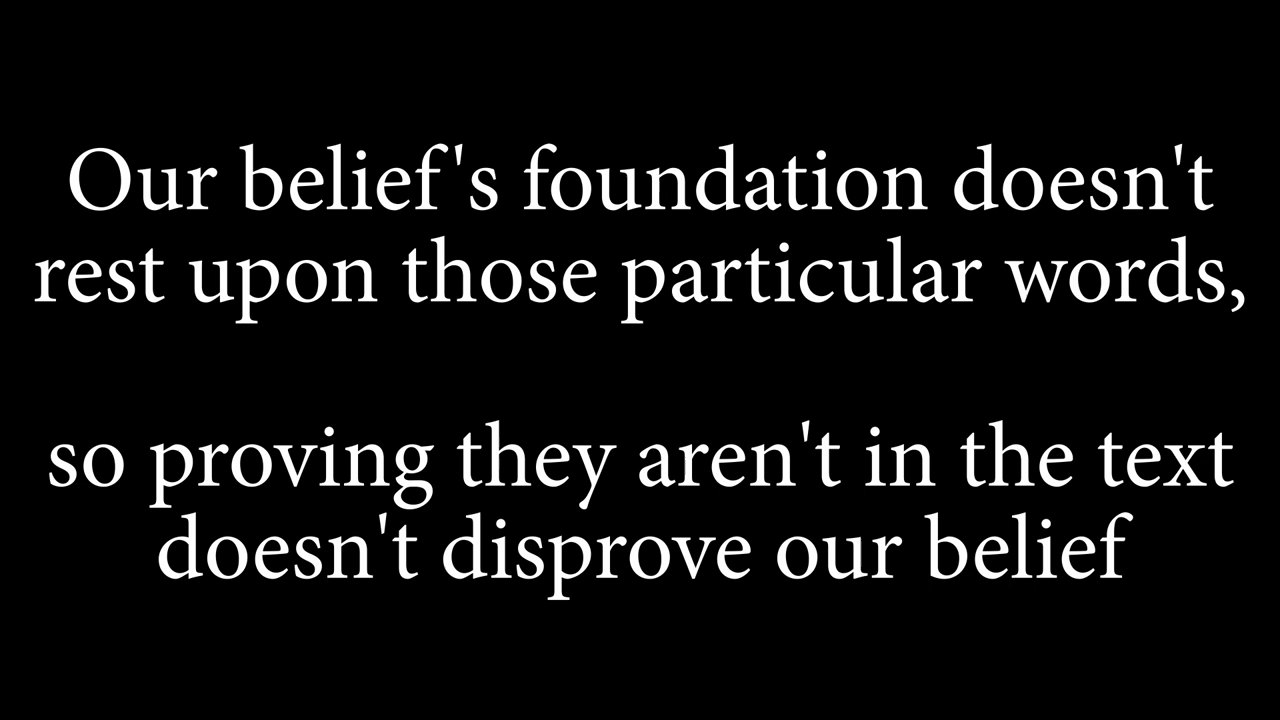 Our belief's foundation doesn't
rest upon those particular words,
so proving they aren't in the text
doesn't disprove our belief